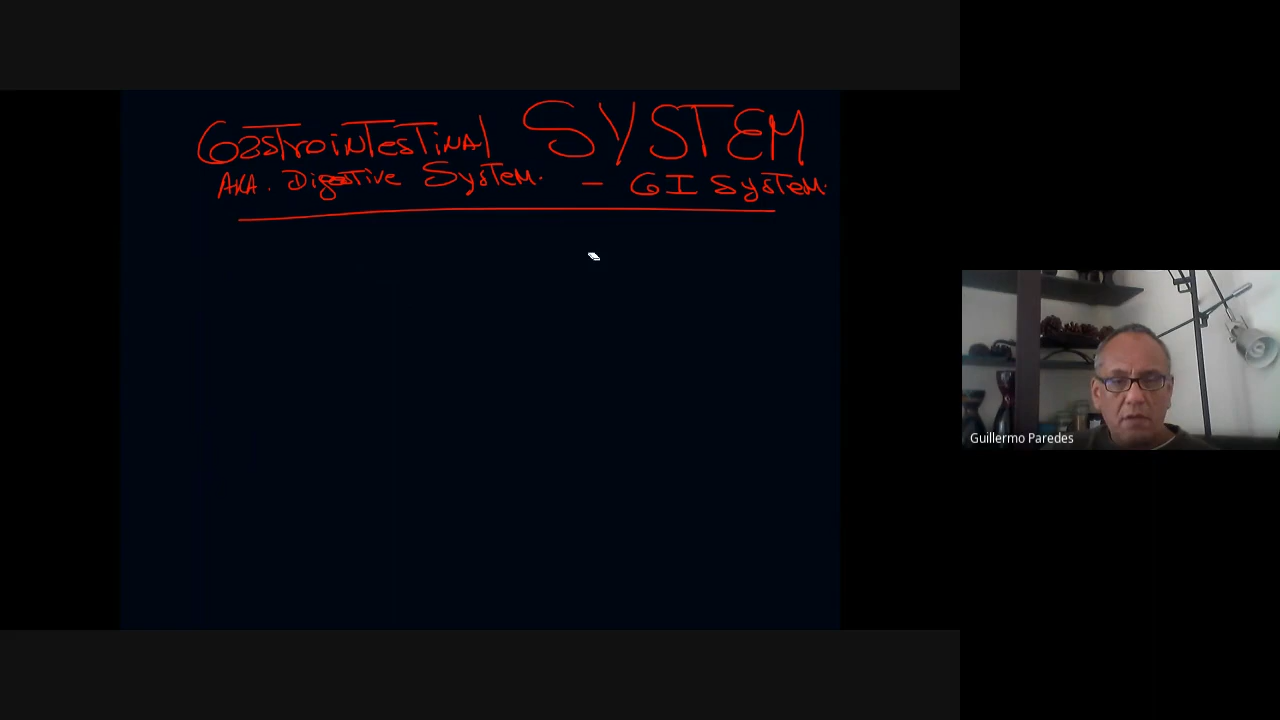 Gastrointestinal SYSTEM
AKA. Digestive System. - GI System.
Guillermo Paredes